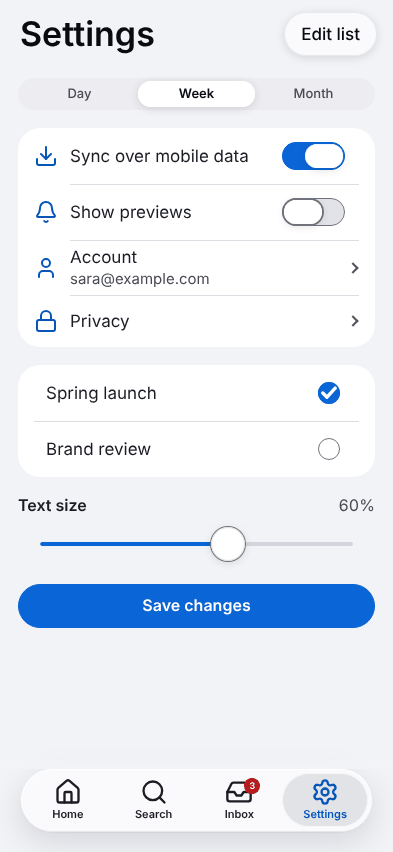 Settings
Edit list
Day
Week
Month
Sync over mobile data
Show previews
Account
sara@example.com
Privacy
Spring launch
Brand review
Text size
60%
Save changes
3
Home
Search
Inbox
Settings